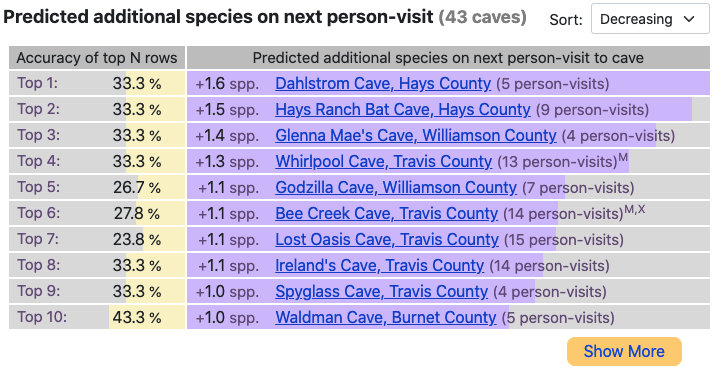 Predicted additional species on next person-visit (43 caves) Sort: Decreasing
Accuracy of top N rows Predicted additional species on next person-visit to cave
Top 1: 33.3 % +1.6 spp. Dahlstrom Cave, Hays County (5 person-visits)
Top 2: 33.3 % +1.5 spp. Hays Ranch Bat Cave, Hays County (9 person-visits)
Top 3: 33.3 % +1.4 spp. Glenna Mae's Cave, Williamson County (4 person-visits)
Top 4: 33.3 % +1.3 spp. Whirlpool Cave, Travis County (13 person-visits)M
Top 5: 26.7 % +1.1 spp. Godzilla Cave, Williamson County (7 person-visits)
Top 6: 27.8 % +1.1 spp. Bee Creek Cave, Travis County (14 person-visits)M,X
Top 7: 23.8 % +1.1 spp. Lost Oasis Cave, Travis County (15 person-visits)
Top 8: 33.3 % +1.1 spp. Ireland's Cave, Travis County (14 person-visits)
Top 9: 33.3 % +1.0 spp. Spyglass Cave, Travis County (4 person-visits)
Top 10: 43.3 % +1.0 spp. Waldman Cave, Burnet County (5 person-visits)
Show More